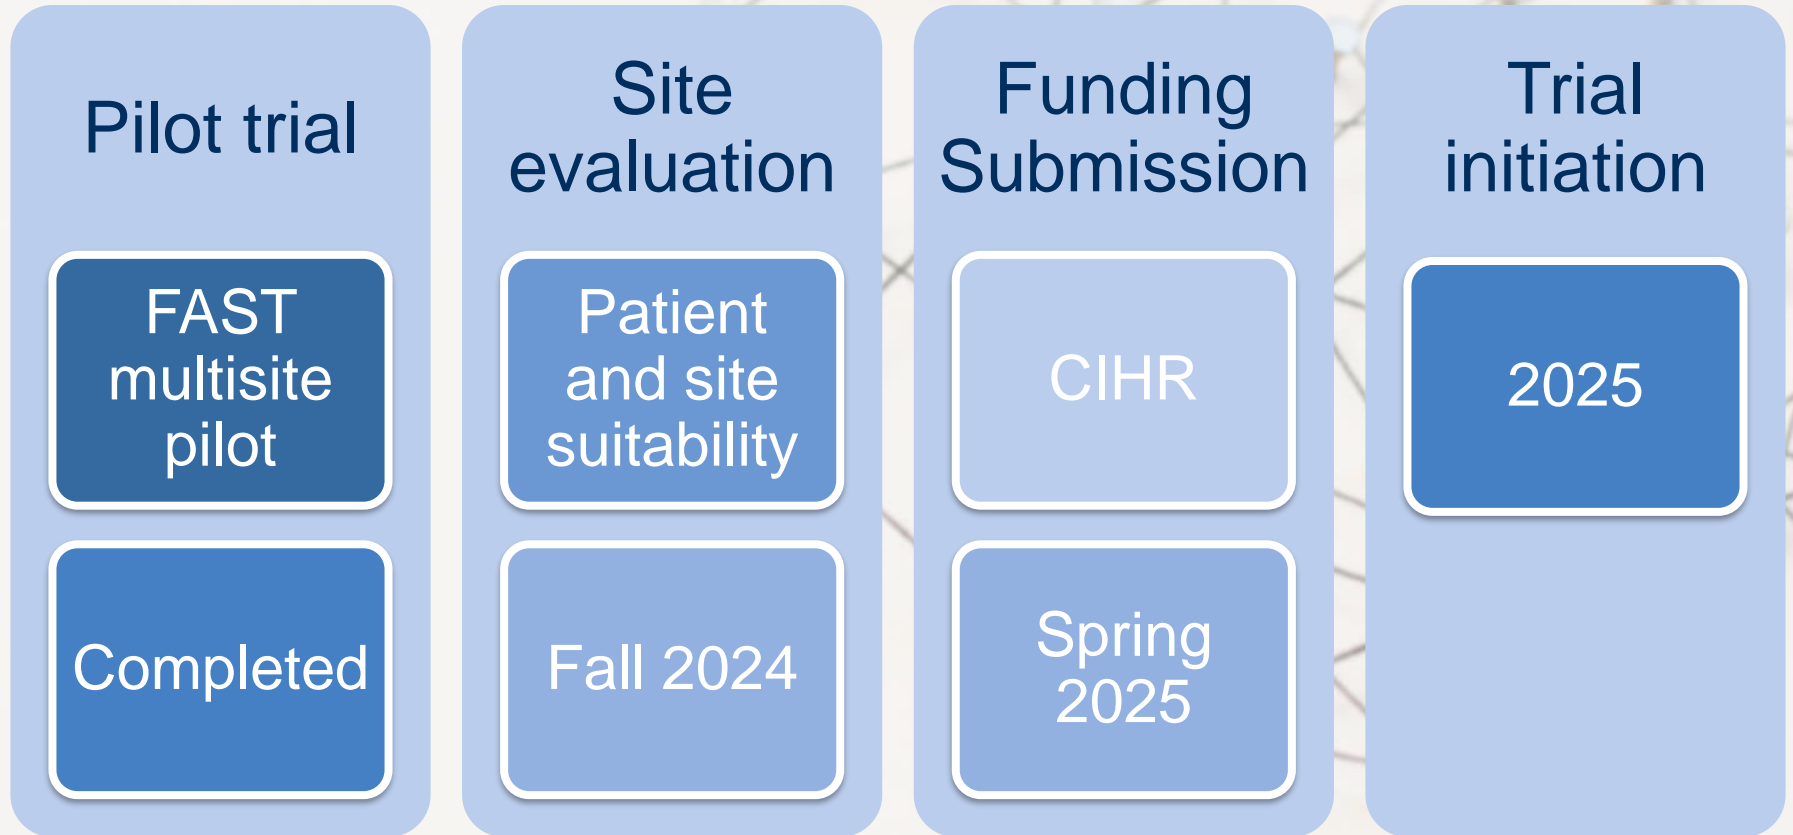 Pilot trial
FAST
multisite
pilot
Completed
Site
evaluation
Patient
and site
suitability
Fall 2024
Funding
Submission
CIHR
Spring
2025
Trial
initiation
2025